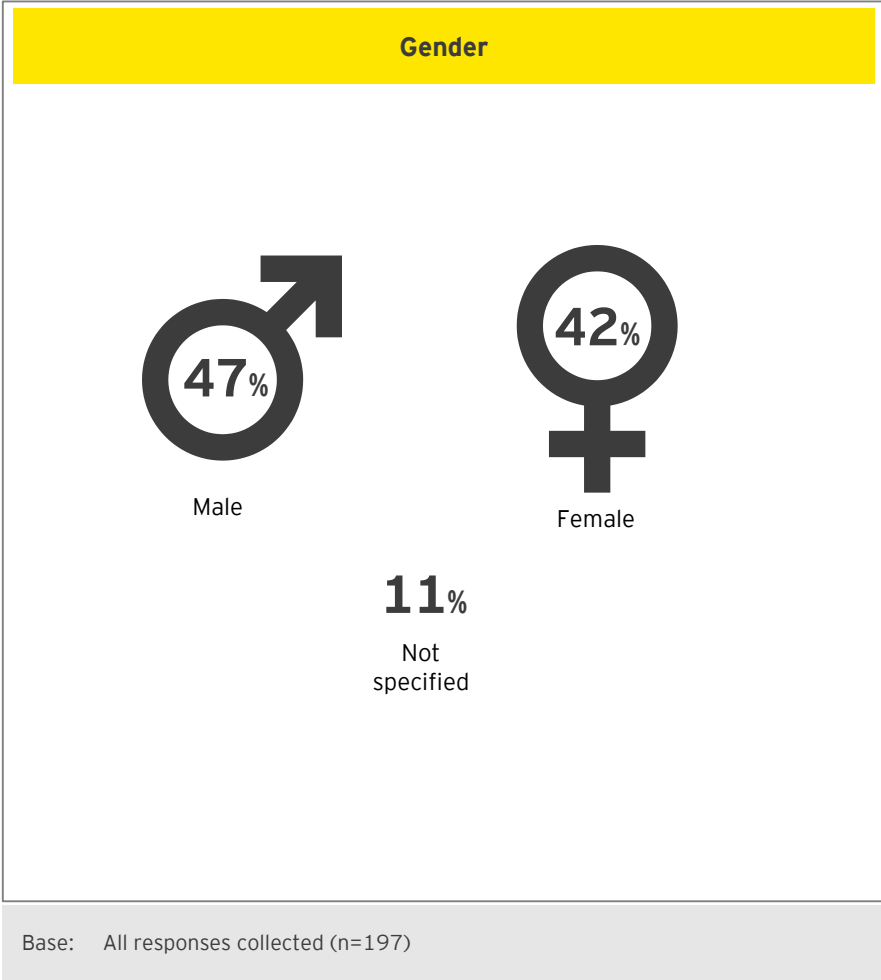 Gender
47%
Male
42%
Female
11%
Not
specified
Base: All responses collected (n=197)